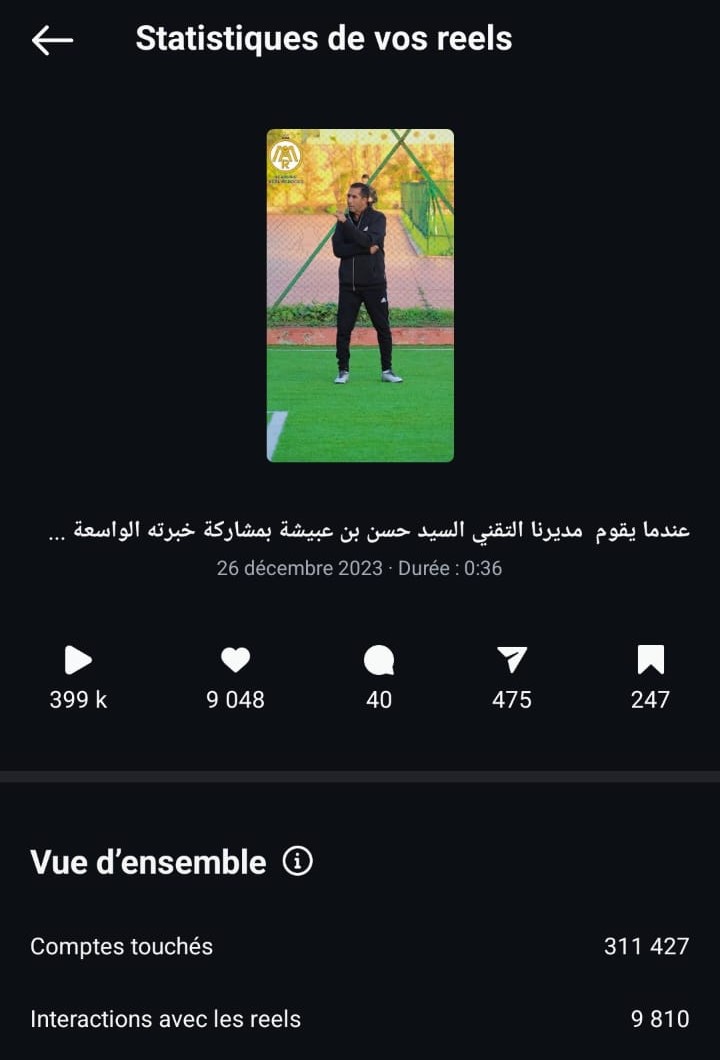 Statistiques de vos reels
عندما يقوم مديرنا التقني السيد حسن بن عبيشة بمشاركة خبرته الواسعة ...
26 décembre 2023 · Durée : 0:36
399 k 9 048 40 475 247
Vue d’ensemble
Comptes touchés 311 427
Interactions avec les reels 9 810